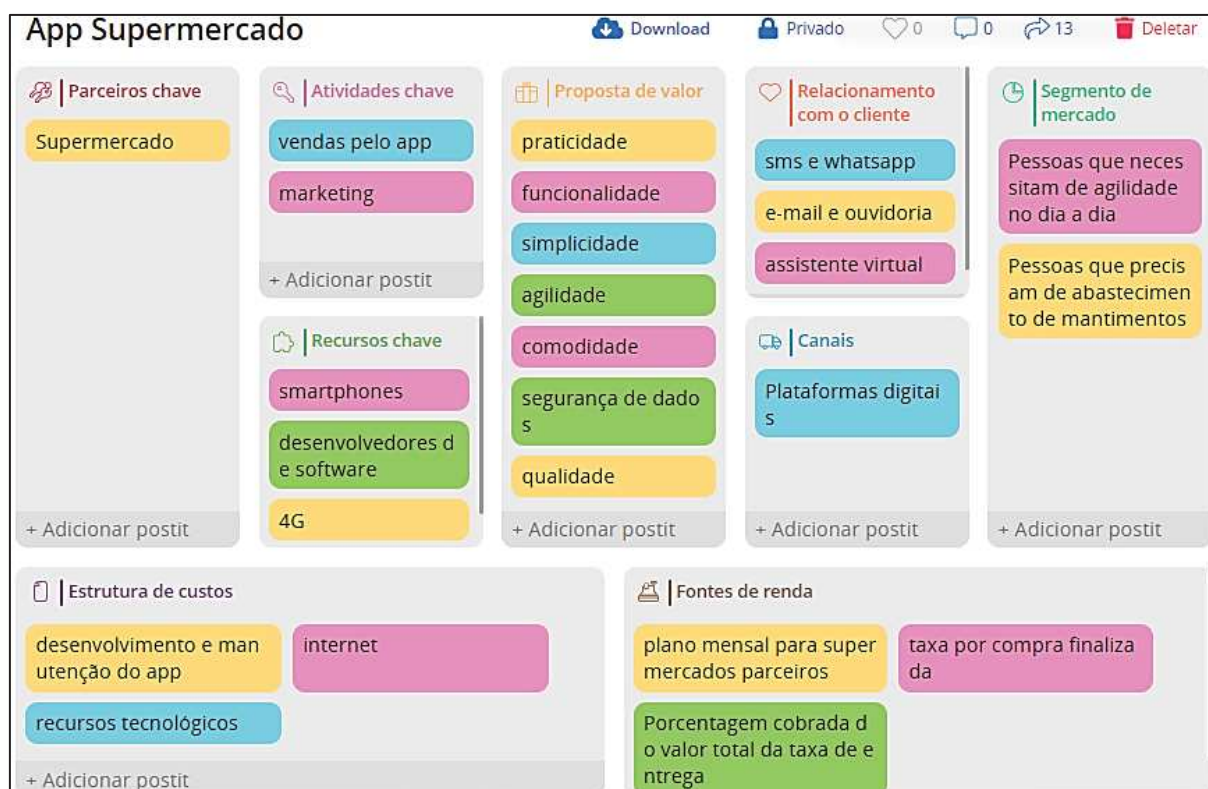 App Supermercado
Download
Privado
0
0
13
Deletar
Parceiros chave
Supermercado
+ Adicionar postit
Atividades chave
vendas pelo app
marketing
+ Adicionar postit
Recursos chave
smartphones
desenvolvedores d
e software
4G
Proposta de valor
praticidade
funcionalidade
simplicidade
agilidade
comodidade
segurança de dado
s
qualidade
+ Adicionar postit
Relacionamento
com o cliente
sms e whatsapp
e-mail e ouvidoria
assistente virtual
Canais
Plataformas digitai
s
+ Adicionar postit
Segmento de
mercado
Pessoas que neces
sitam de agilidade
no dia a dia
Pessoas que precis
am de abastecimen
to de mantimentos
+ Adicionar postit
Estrutura de custos
desenvolvimento e man
utenção do app
internet
recursos tecnológicos
+ Adicionar postit
Fontes de renda
plano mensal para super
mercados parceiros
taxa por compra finaliza
da
Porcentagem cobrada d
o valor total da taxa de e
ntrega